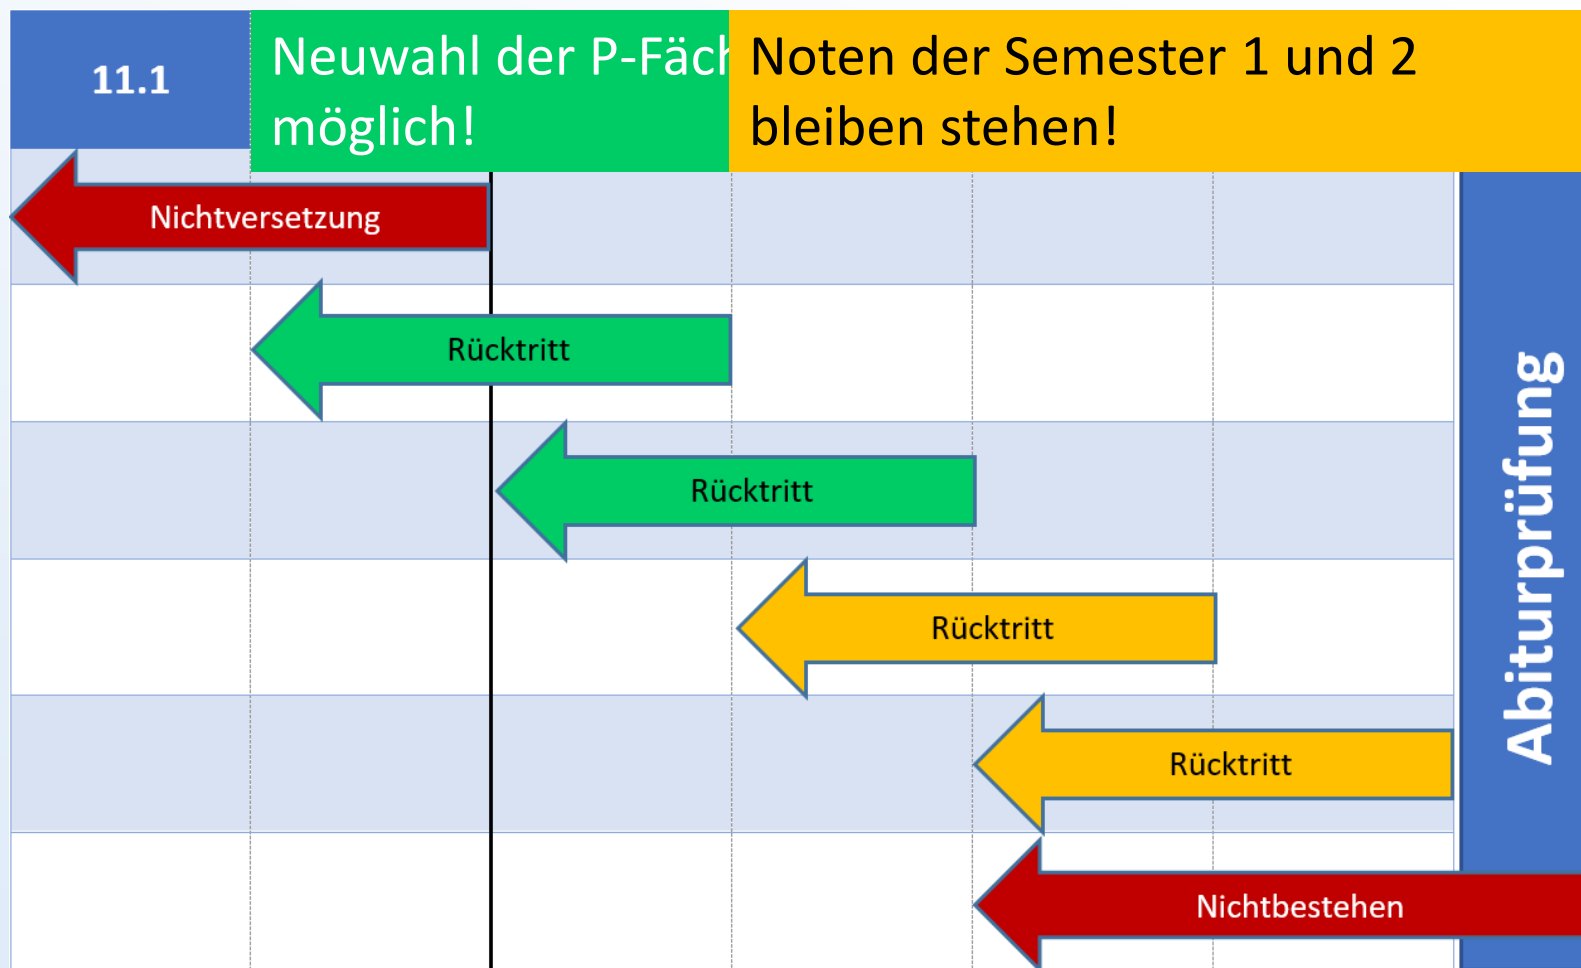 11.1
Neuwahl der P-Fäch
möglich!
Noten der Semester 1 und 2
bleiben stehen!
Nichtversetzung
Rücktritt
Rücktritt
Rücktritt
Rücktritt
Nichtbestehen
Abiturprüfung